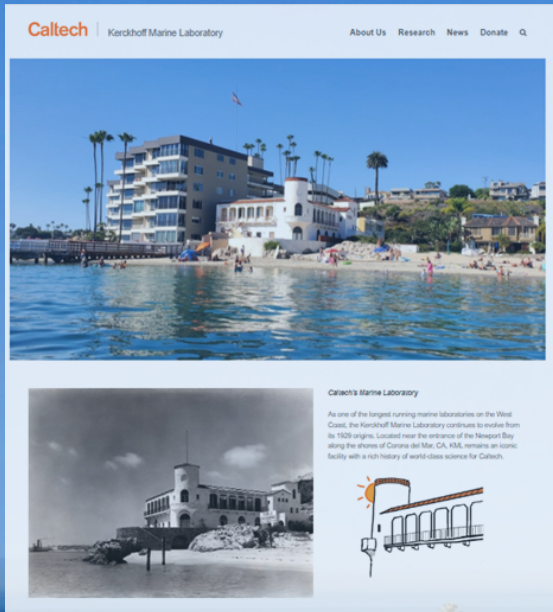 Caltech | Kerckhoff Marine Laboratory
About Us Research News Donate
Caltech's Marine Laboratory
As one of the longest running marine laboratories on the West
Coast, the Kerckhoff Marine Laboratory continues to evolve from
its 1929 origins. Located near the entrance of the Newport Bay
along the shores of Corona del Mar, CA, KML remains an iconic
facility with a rich history of world-class science for Caltech.